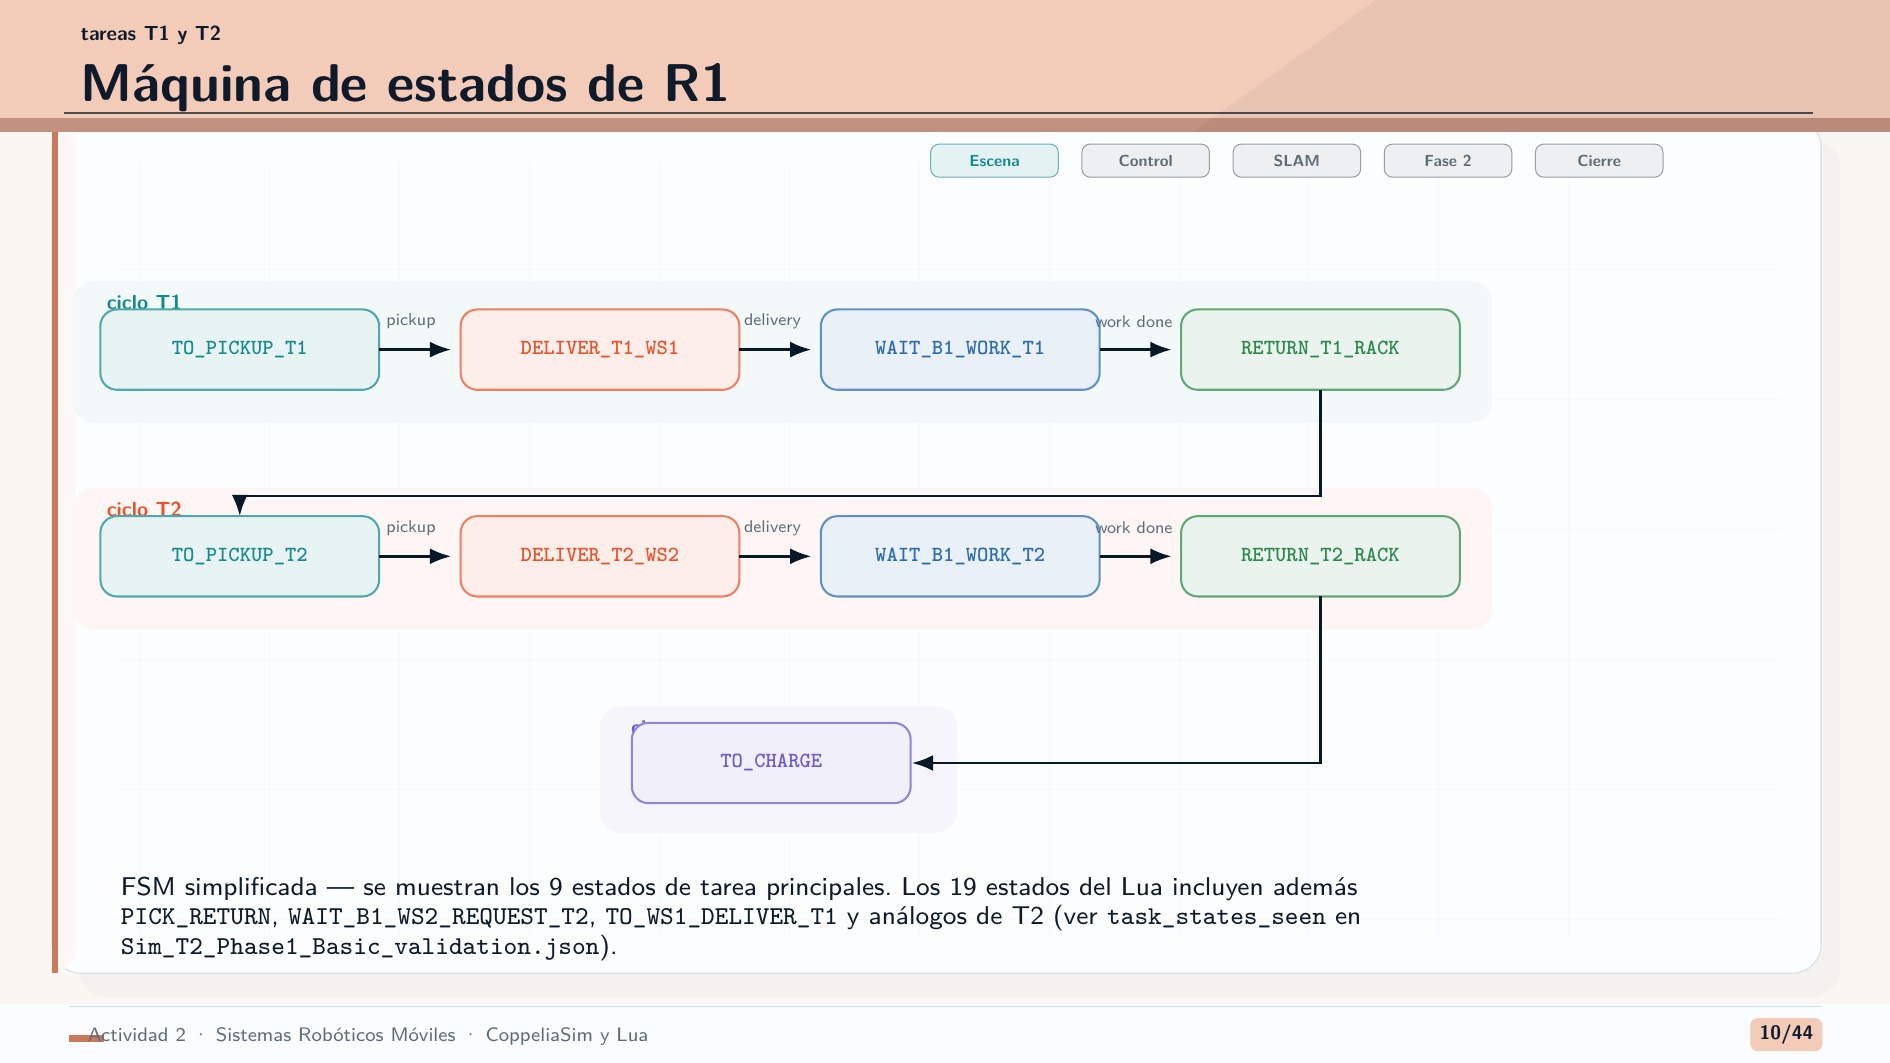 tareas T1 y T2
Máquina de estados de R1
Escena Control SLAM Fase 2 Cierre
ciclo T1
pickup delivery work done
TO_PICKUP_T1 DELIVER_T1_WS1 WAIT_B1_WORK_T1 RETURN_T1_RACK
ciclo T2
pickup delivery work done
TO_PICKUP_T2 DELIVER_T2_WS2 WAIT_B1_WORK_T2 RETURN_T2_RACK
TO_CHARGE
FSM simplificada — se muestran los 9 estados de tarea principales. Los 19 estados del Lua incluyen además
PICK_RETURN, WAIT_B1_WS2_REQUEST_T2, TO_WS1_DELIVER_T1 y análogos de T2 (ver task_states_seen en
Sim_T2_Phase1_Basic_validation.json).
Actividad 2 · Sistemas Robóticos Móviles · CoppeliaSim y Lua
10/44